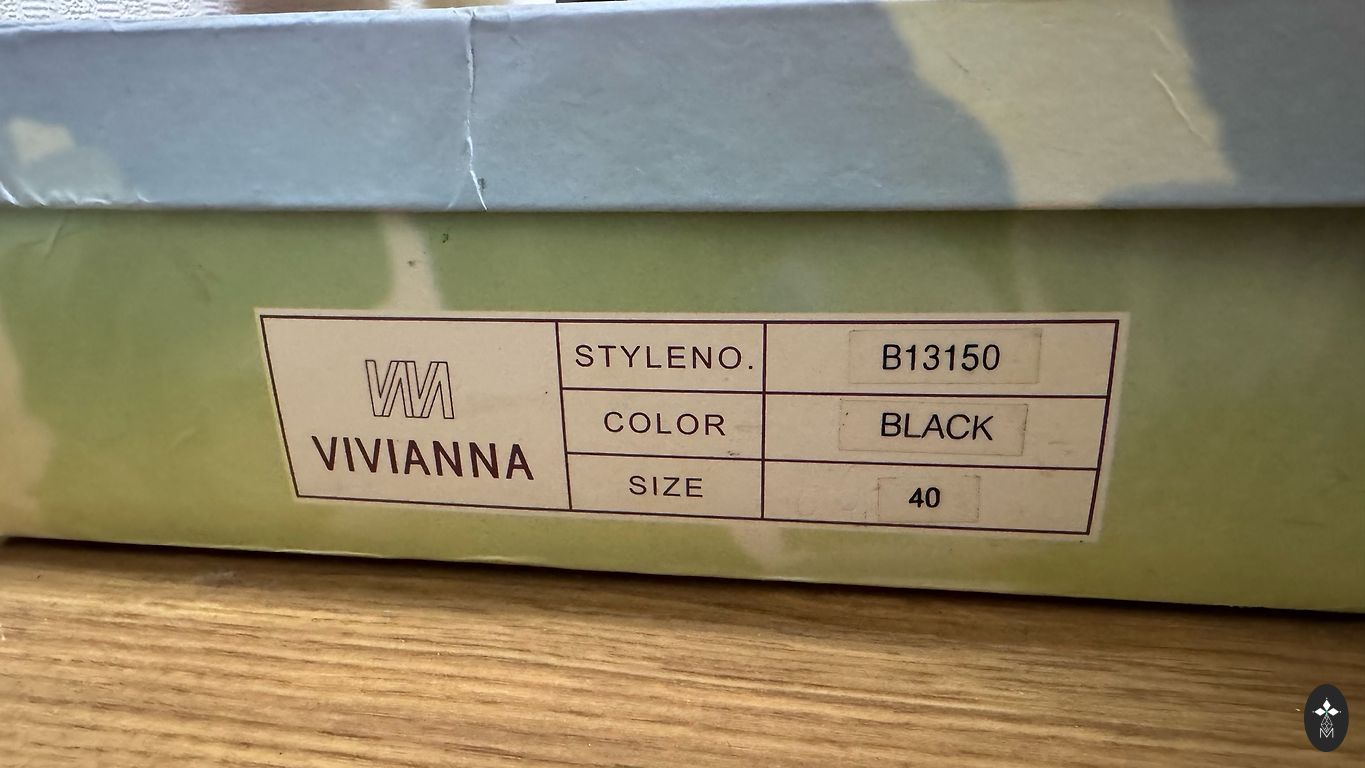 VIVIANNA
STYLENO. B13150
COLOR BLACK
SIZE 40